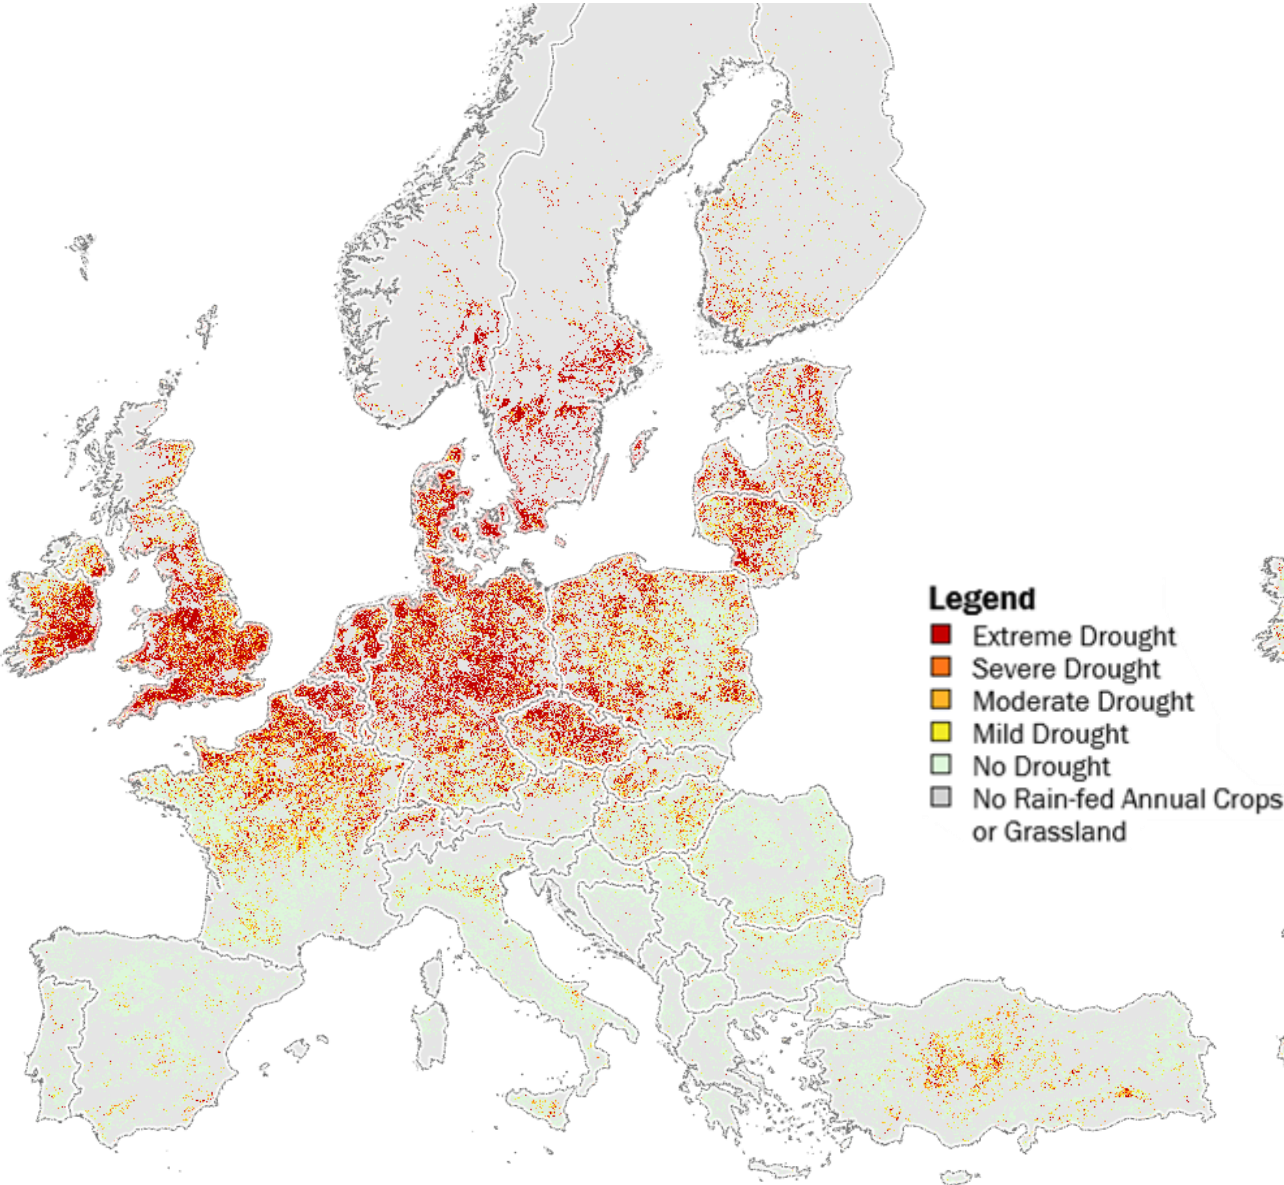 Legend
Extreme Drought
Severe Drought
Moderate Drought
Mild Drought
No Drought
No Rain-fed Annual Crops
or Grassland